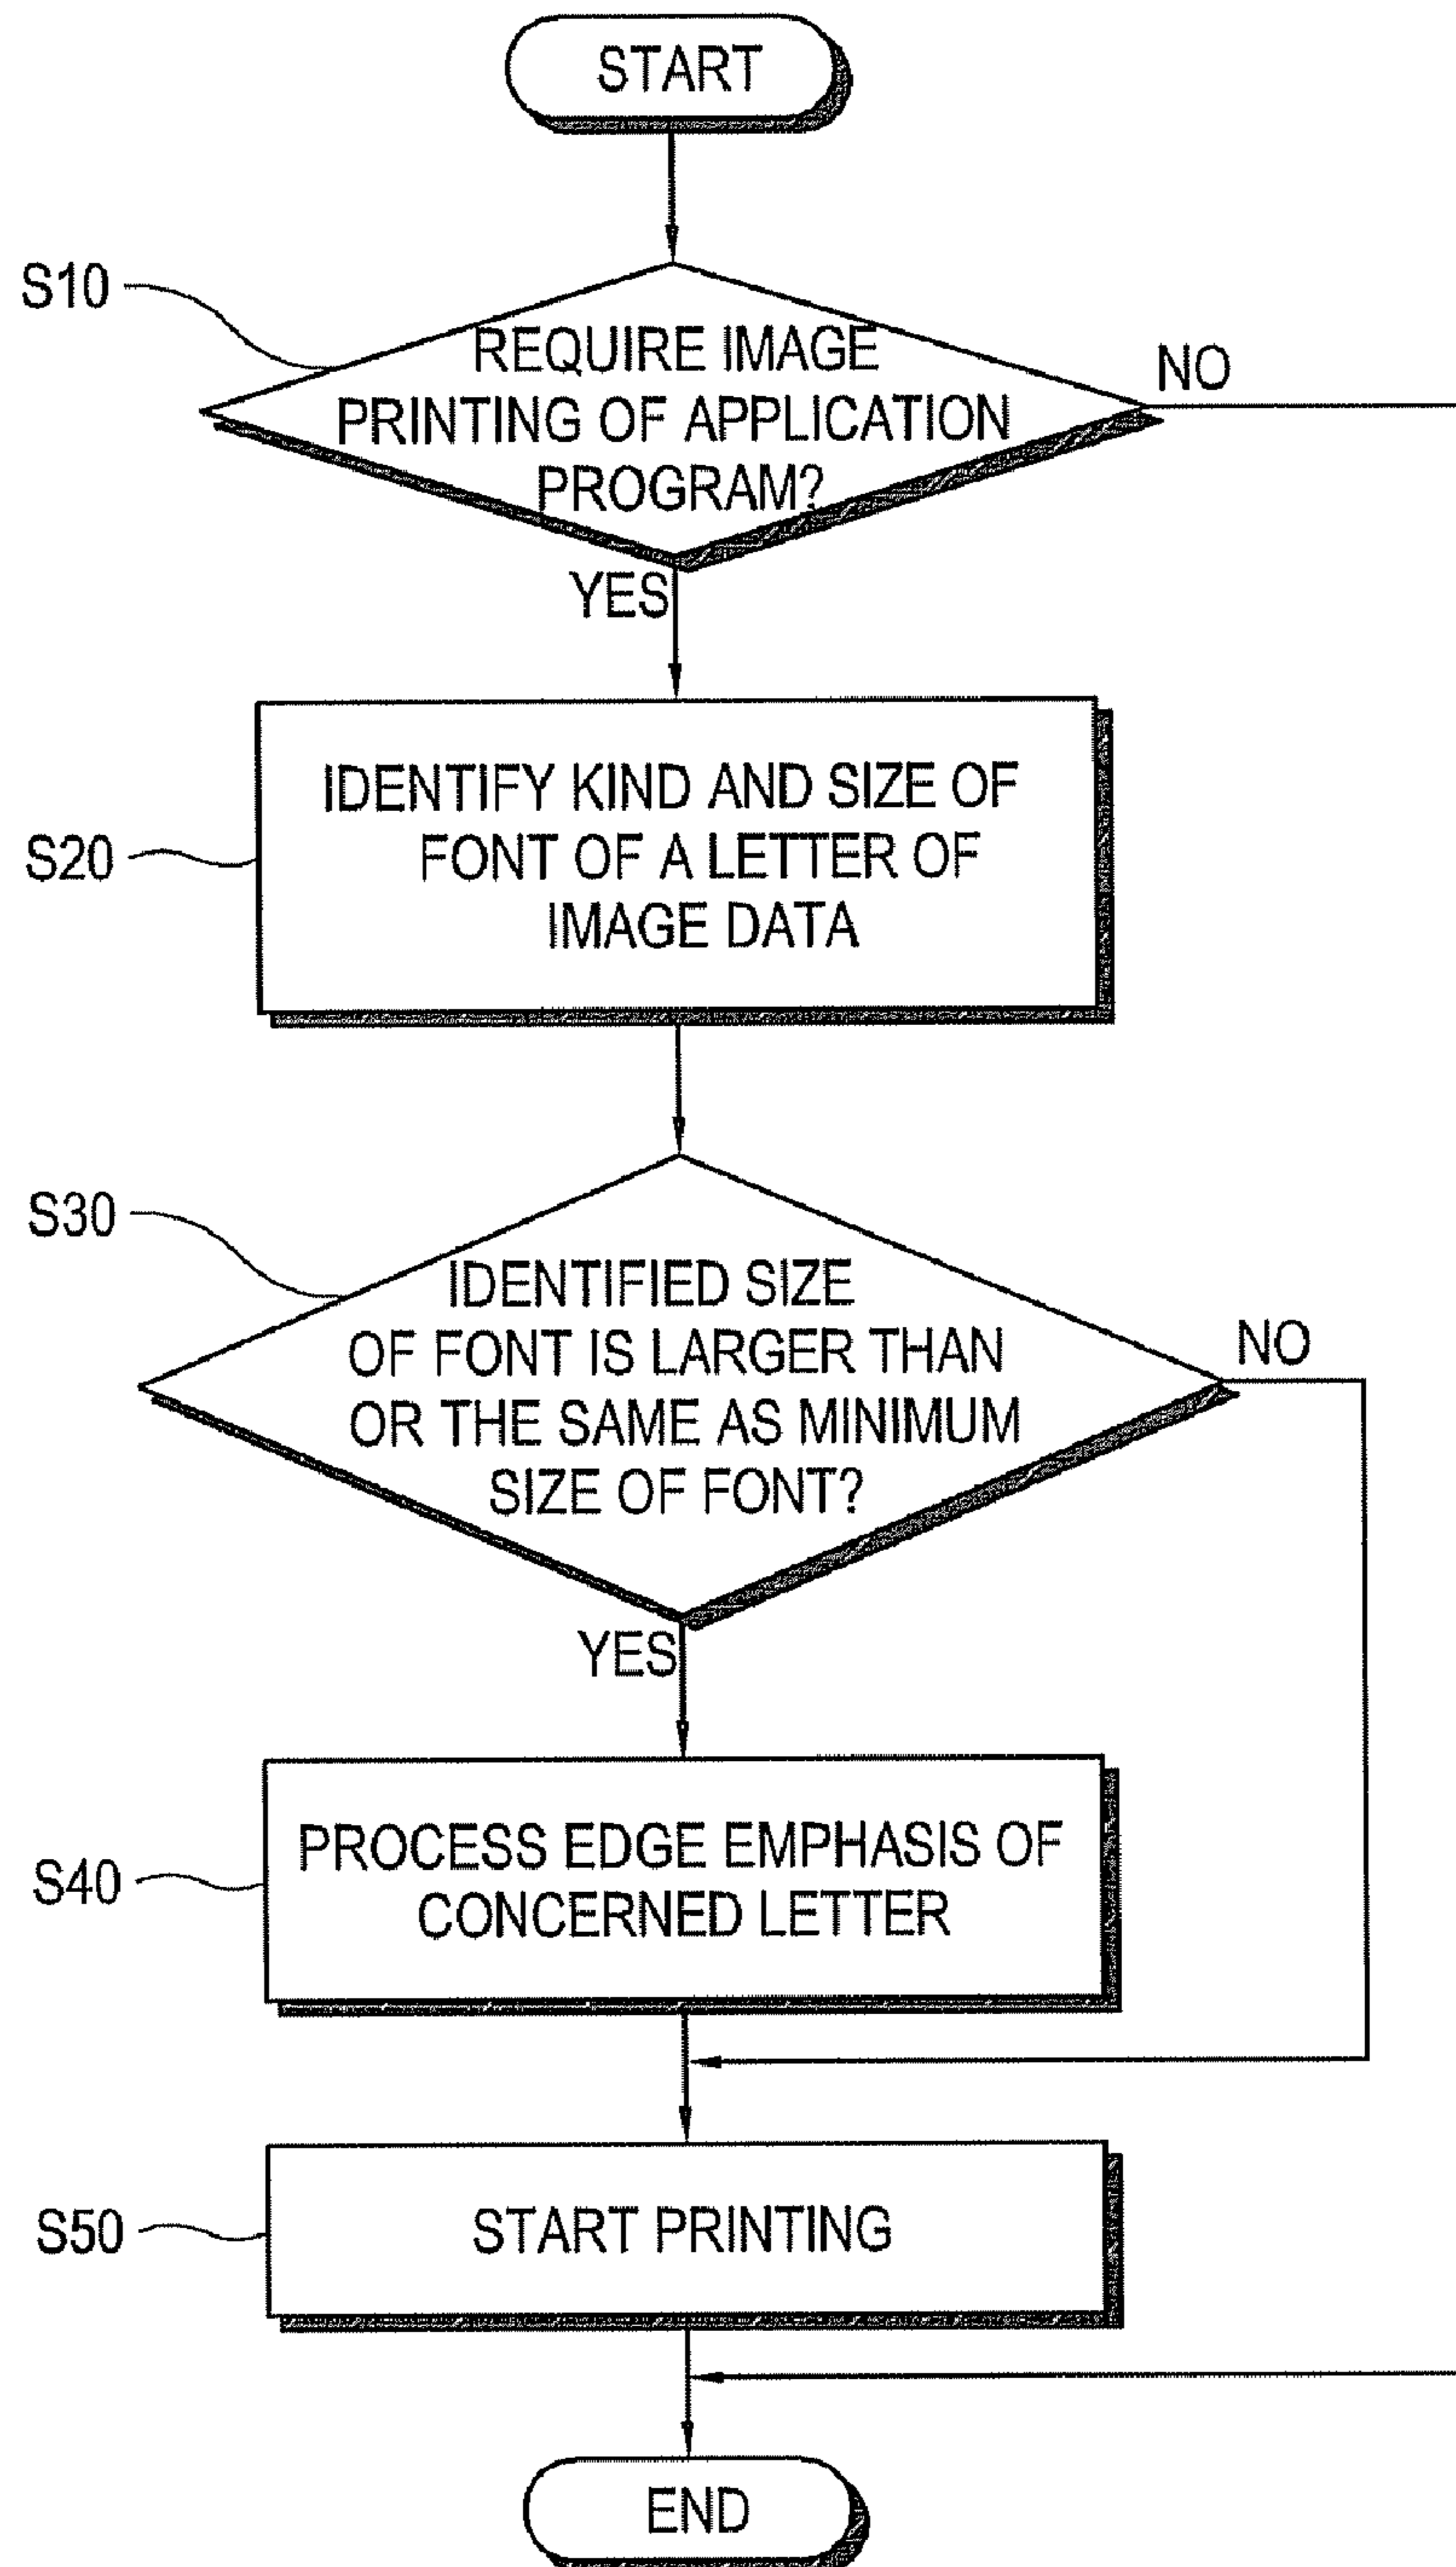 START
S10
REQUIRE IMAGE
PRINTING OF APPLICATION
PROGRAM?
NO
YES
S20
IDENTIFY KIND AND SIZE OF
FONT OF A LETTER OF
IMAGE DATA
S30
IDENTIFIED SIZE
OF FONT IS LARGER THAN
OR THE SAME AS MINIMUM
SIZE OF FONT?
NO
YES
S40
PROCESS EDGE EMPHASIS OF
CONCERNED LETTER
S50
START PRINTING
END